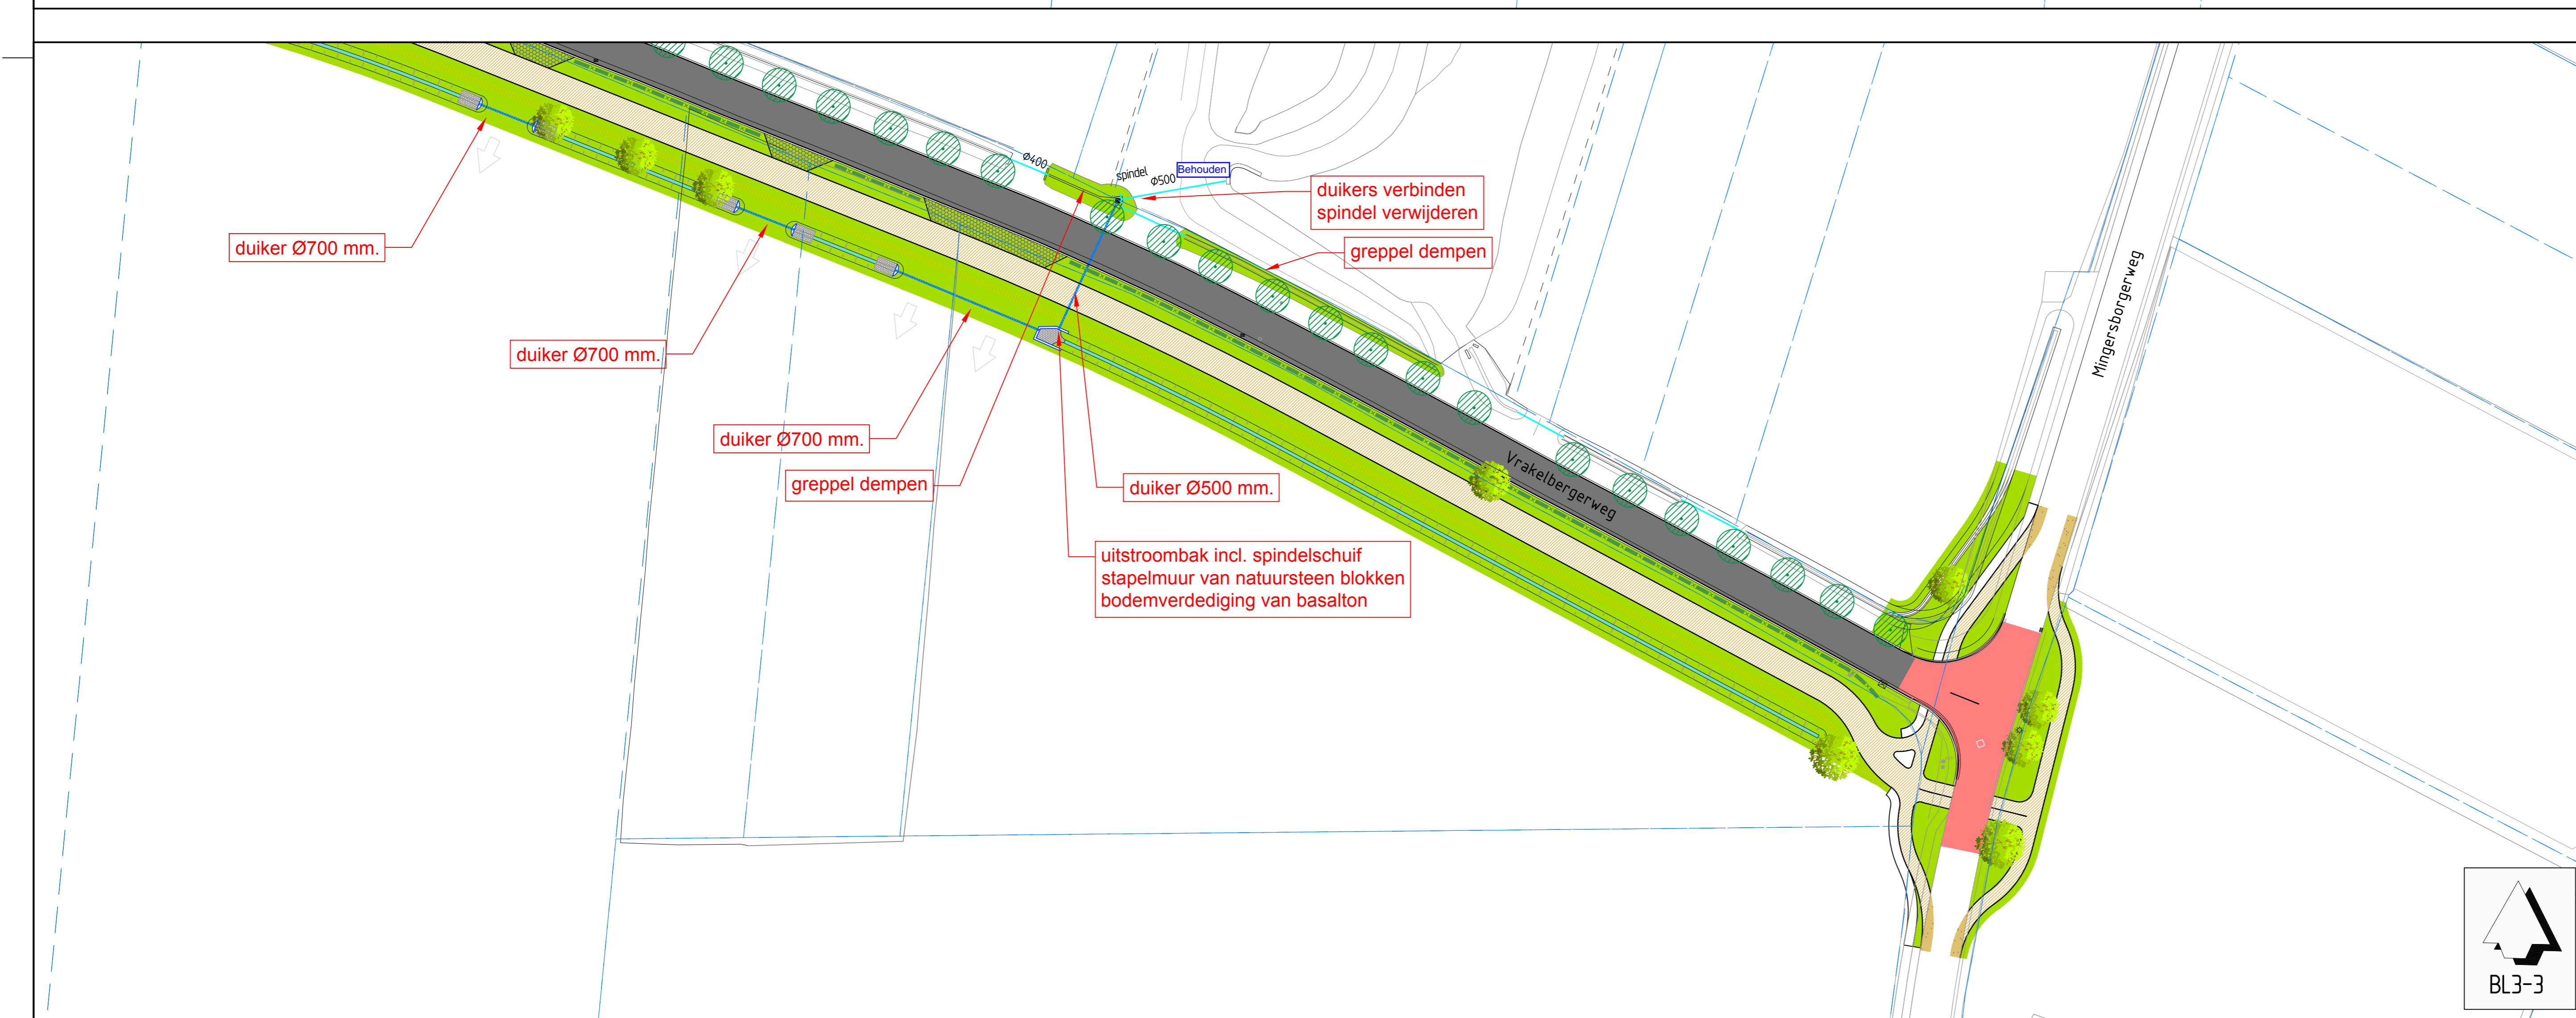 Ø400
spindel
Ø500
Behouden
duikers verbinden
spindel verwijderen
duiker Ø700 mm.
greppel dempen
Mingersborgerweg
duiker Ø700 mm.
duiker Ø700 mm.
greppel dempen
duiker Ø500 mm.
Vrakelbergerweg
uitstroombak incl. spindelschuif
stapelmuur van natuursteen blokken
bodemverdediging van basalton
BL3-3